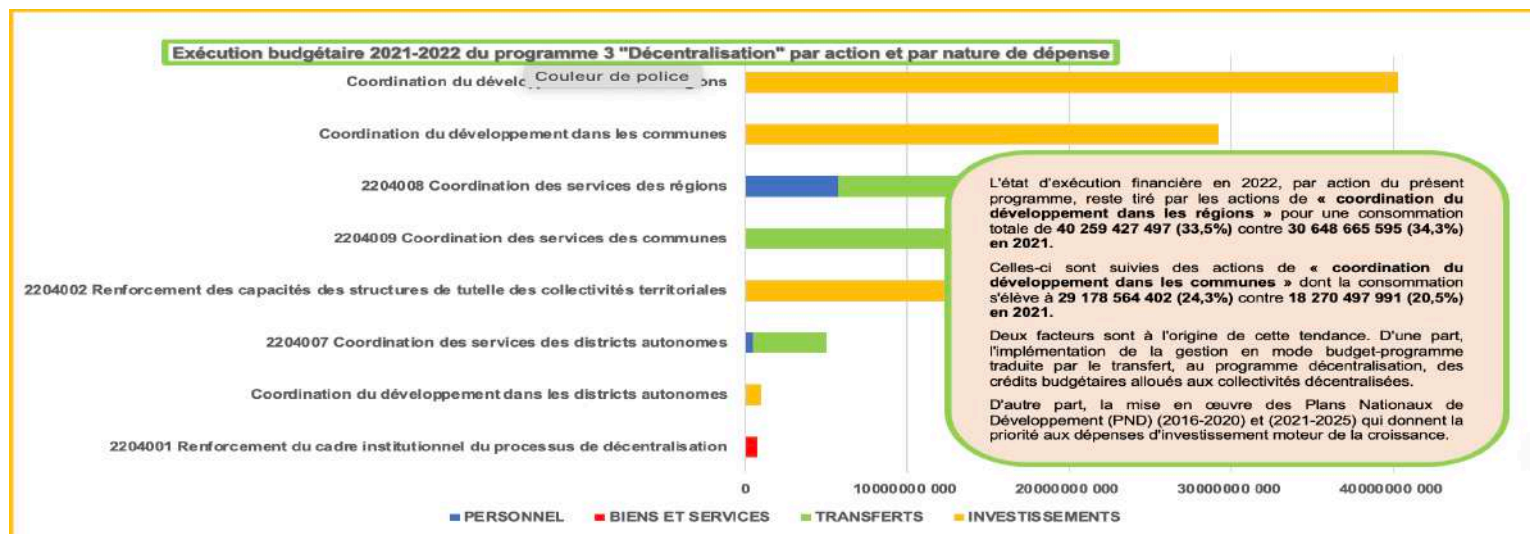 Exécution budgétaire 2021-2022 du programme 3 "Décentralisation" par action et par nature de dépense
Couleur de police
Coordination du déve ons
Coordination du développement dans les communes
2204008 Coordination des services des régions
2204009 Coordination des services des communes
2204002 Renforcement des capacités des structures de tutelle des collectivités territoriales
2204007 Coordination des services des districts autonomes
Coordination du développement dans les districts autonomes
2204001 Renforcement du cadre institutionnel du processus de décentralisation
L'état d'exécution financière en 2022, par action du présent
programme, reste tiré par les actions de « coordination du
développement dans les régions » pour une consommation
totale de 40 259 427 497 (33,5%) contre 30 648 665 595 (34,3%)
en 2021.
Celles-ci sont suivies des actions de « coordination du
développement dans les communes » dont la consommation
s'élève à 29 178 564 402 (24,3%) contre 18 270 497 991 (20,5%)
en 2021.
Deux facteurs sont à l'origine de cette tendance. D'une part,
l'implémentation de la gestion en mode budget-programme
traduite par le transfert, au programme décentralisation, des
crédits budgétaires alloués aux collectivités décentralisées.
D'autre part, la mise en œuvre des Plans Nationaux de
Développement (PND) (2016-2020) et (2021-2025) qui donnent la
priorité aux dépenses d'investissement moteur de la croissance.
0 10000000 000 20000000 000 30000000 000 40000000 000
PERSONNEL BIENS ET SERVICES TRANSFERTS INVESTISSEMENTS